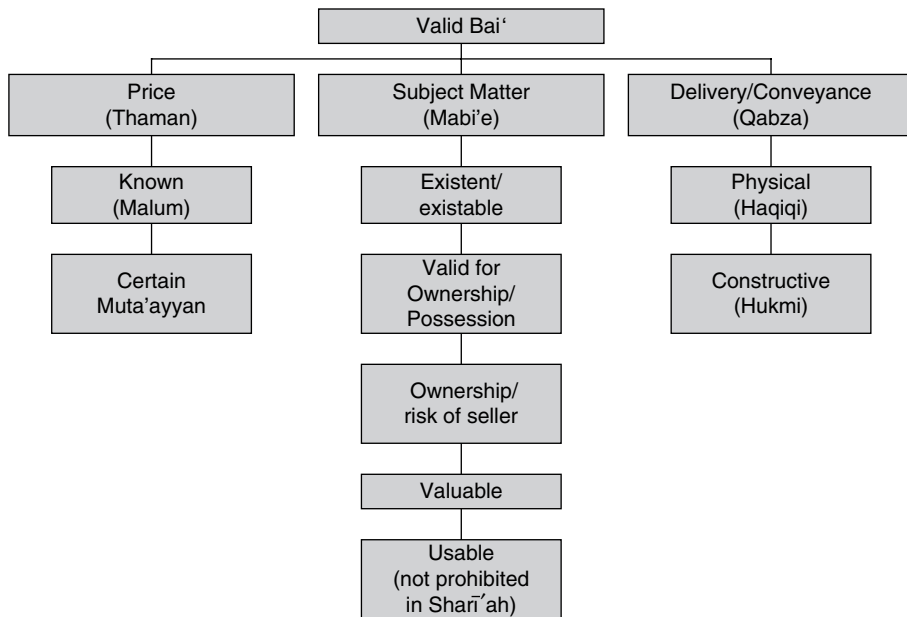 Valid Bai‘
Price
(Thaman)
Known
(Malum)
Certain
Muta’ayyan
Subject Matter
(Mabi’e)
Existent/
existable
Valid for
Ownership/
Possession
Ownership/
risk of seller
Valuable
Usable
(not prohibited
in Sharī´ah)
Delivery/Conveyance
(Qabza)
Physical
(Haqiqi)
Constructive
(Hukmi)